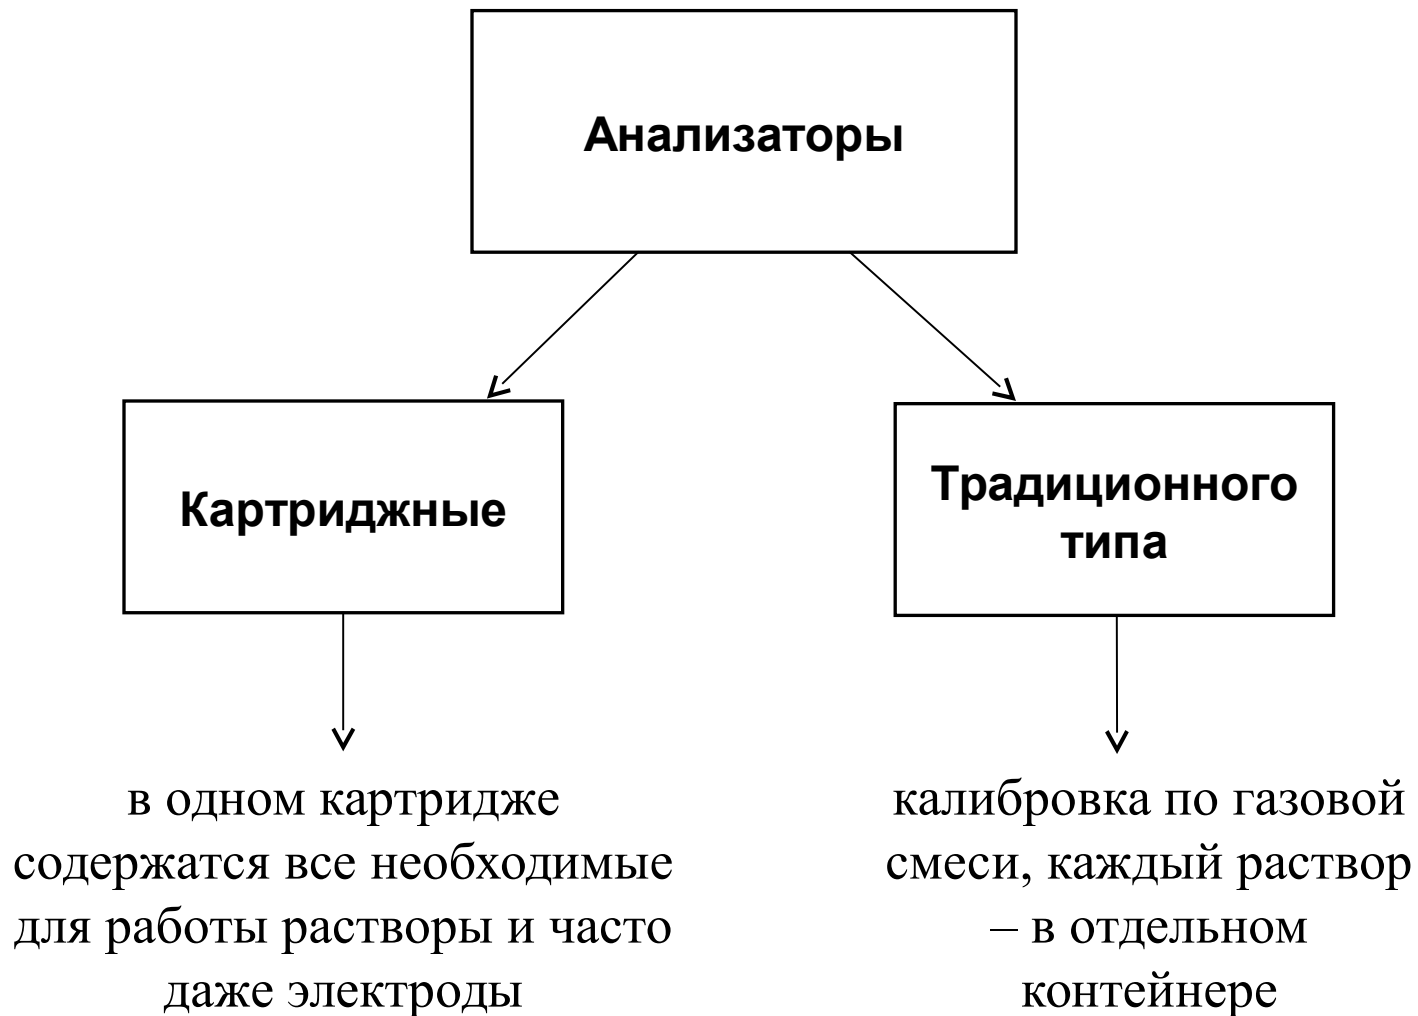 Анализаторы
Картриджные
Традиционного
типа
в одном картридже
содержатся все необходимые
для работы растворы и часто
даже электроды
калибровка по газовой
смеси, каждый раствор
– в отдельном
контейнере